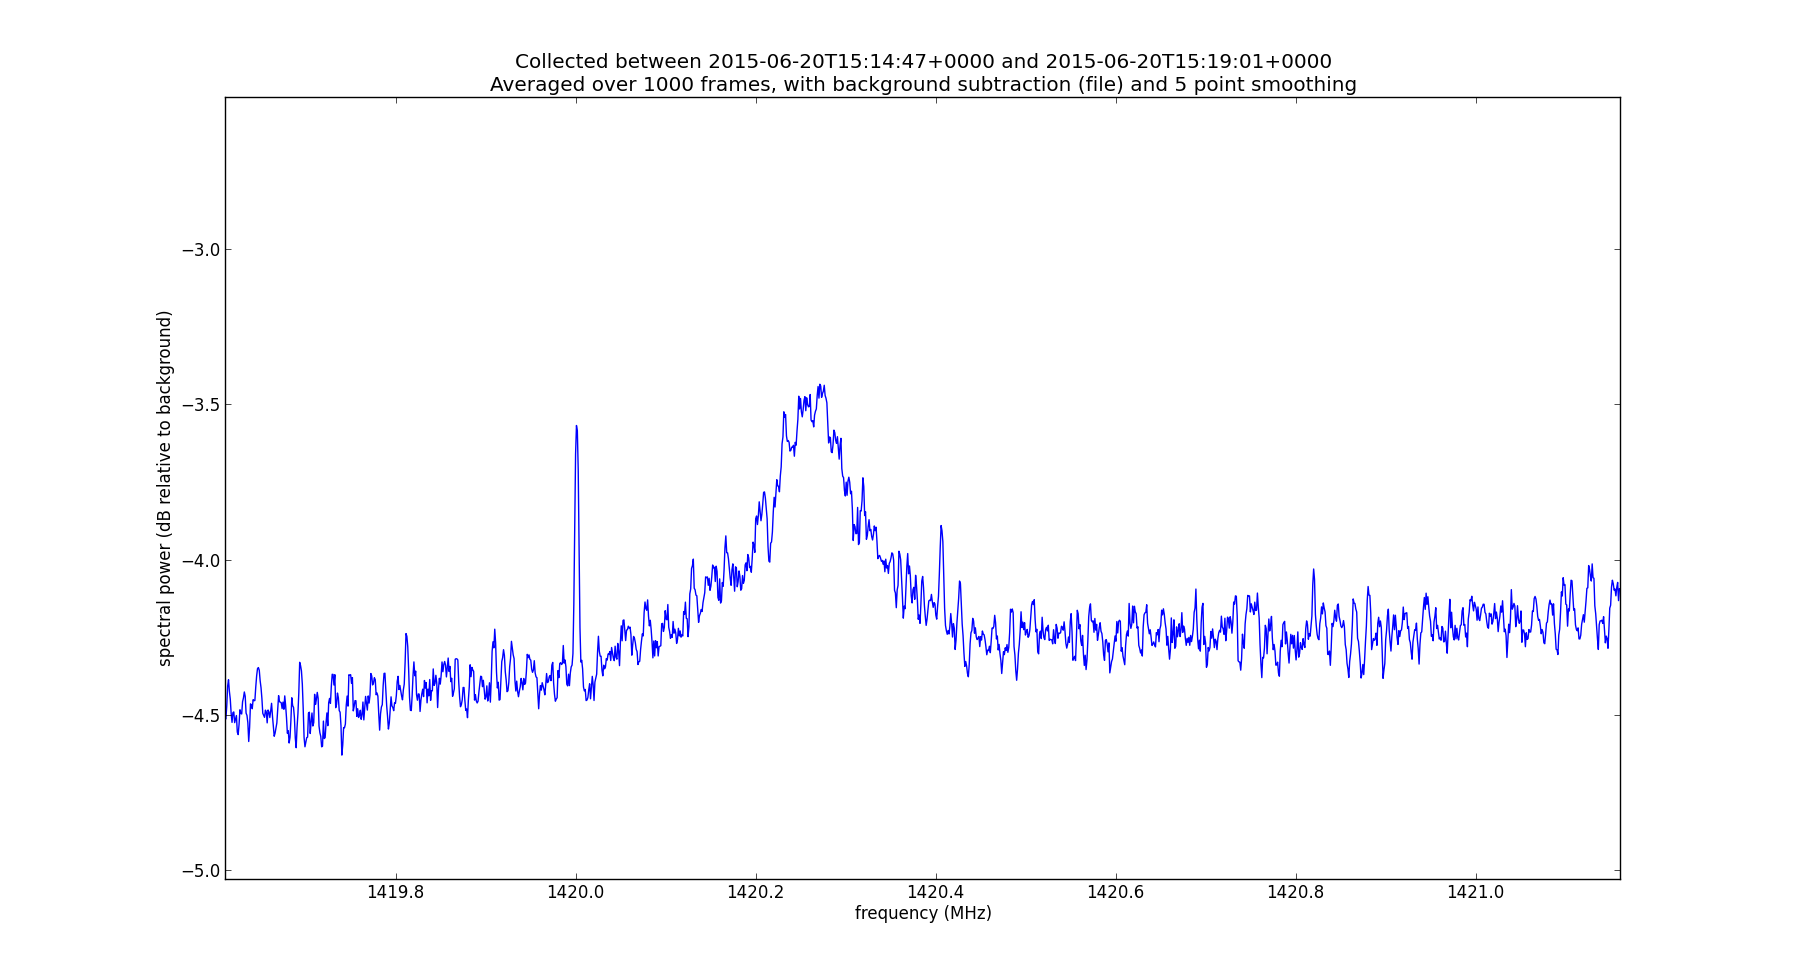 Collected between 2015-06-20T15:14:47+0000 and 2015-06-20T15:19:01+0000
Averaged over 1000 frames, with background subtraction (file) and 5 point smoothing
spectral power (dB relative to background)
−3.0
−3.5
−4.0
−4.5
−5.0
1419.8 1420.0 1420.2 1420.4 1420.6 1420.8 1421.0
frequency (MHz)